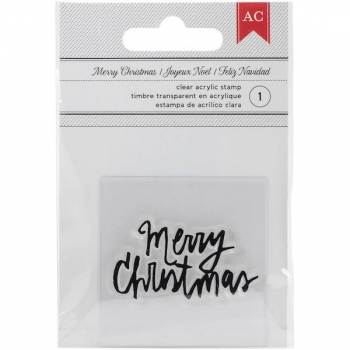 AC
Merry Christmas | Joyeux Noel | Feliz Navidad
clear acrylic stamp
timbre transparent en acrylique
estampa de acrílico clara
1
Merry
Christmas